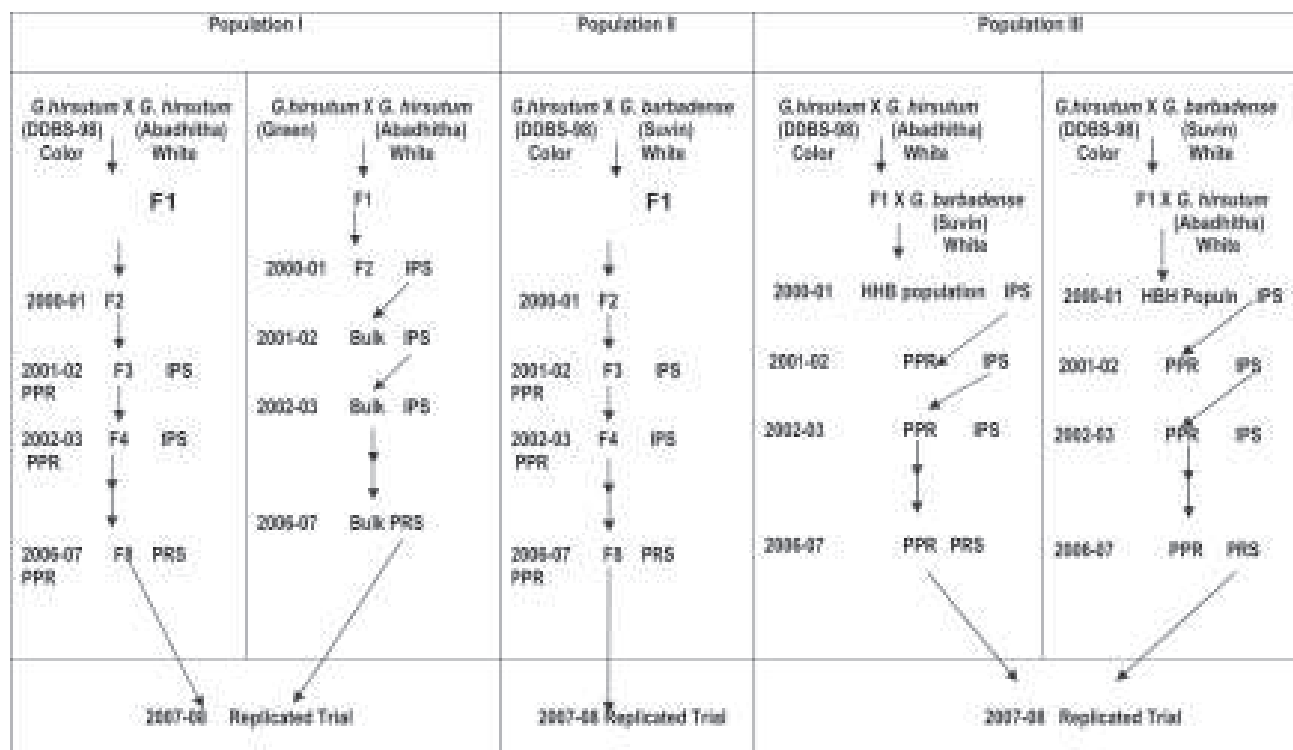 Population I
Population II
Population III
G.hirsutum X G. hirsutum
(DDBS-98) (Abadhitha)
Color White
F1
2000-01 F2
2001-02 F3 IPS
PPR
2002-03 F4 IPS
PPR
2006-07 F8 PRS
PPR
G.hirsutum X G. hirsutum
(Green) (Abadhitha)
White
F1
2000-01 F2 IPS
2001-02 Bulk IPS
2002-03 Bulk IPS
2006-07 Bulk PRS
2007-08 Replicated Trial
G.hirsutum X G. barbadense
(DDBS-98) (Suvin)
Color White
F1
2000-01 F2
2001-02 F3 IPS
PPR
2002-03 F4 IPS
PPR
2006-07 F8 PRS
PPR
2007-08 Replicated Trial
G.hirsutum X G. hirsutum
(DDBS-98) (Abadhitha)
Color White
F1 X G. barbadense
(Suvin)
White
2000-01 HHB population IPS
2001-02 PPR IPS
2002-03 PPR IPS
2006-07 PPR PRS
G.hirsutum X G. barbadense
(DDBS-98) (Suvin)
Color White
F1 X G. hirsutum
(Abadhitha)
White
2000-01 HBH Populn IPS
2001-02 PPR IPS
2002-03 PPR IPS
2006-07 PPR PRS
2007-08 Replicated Trial